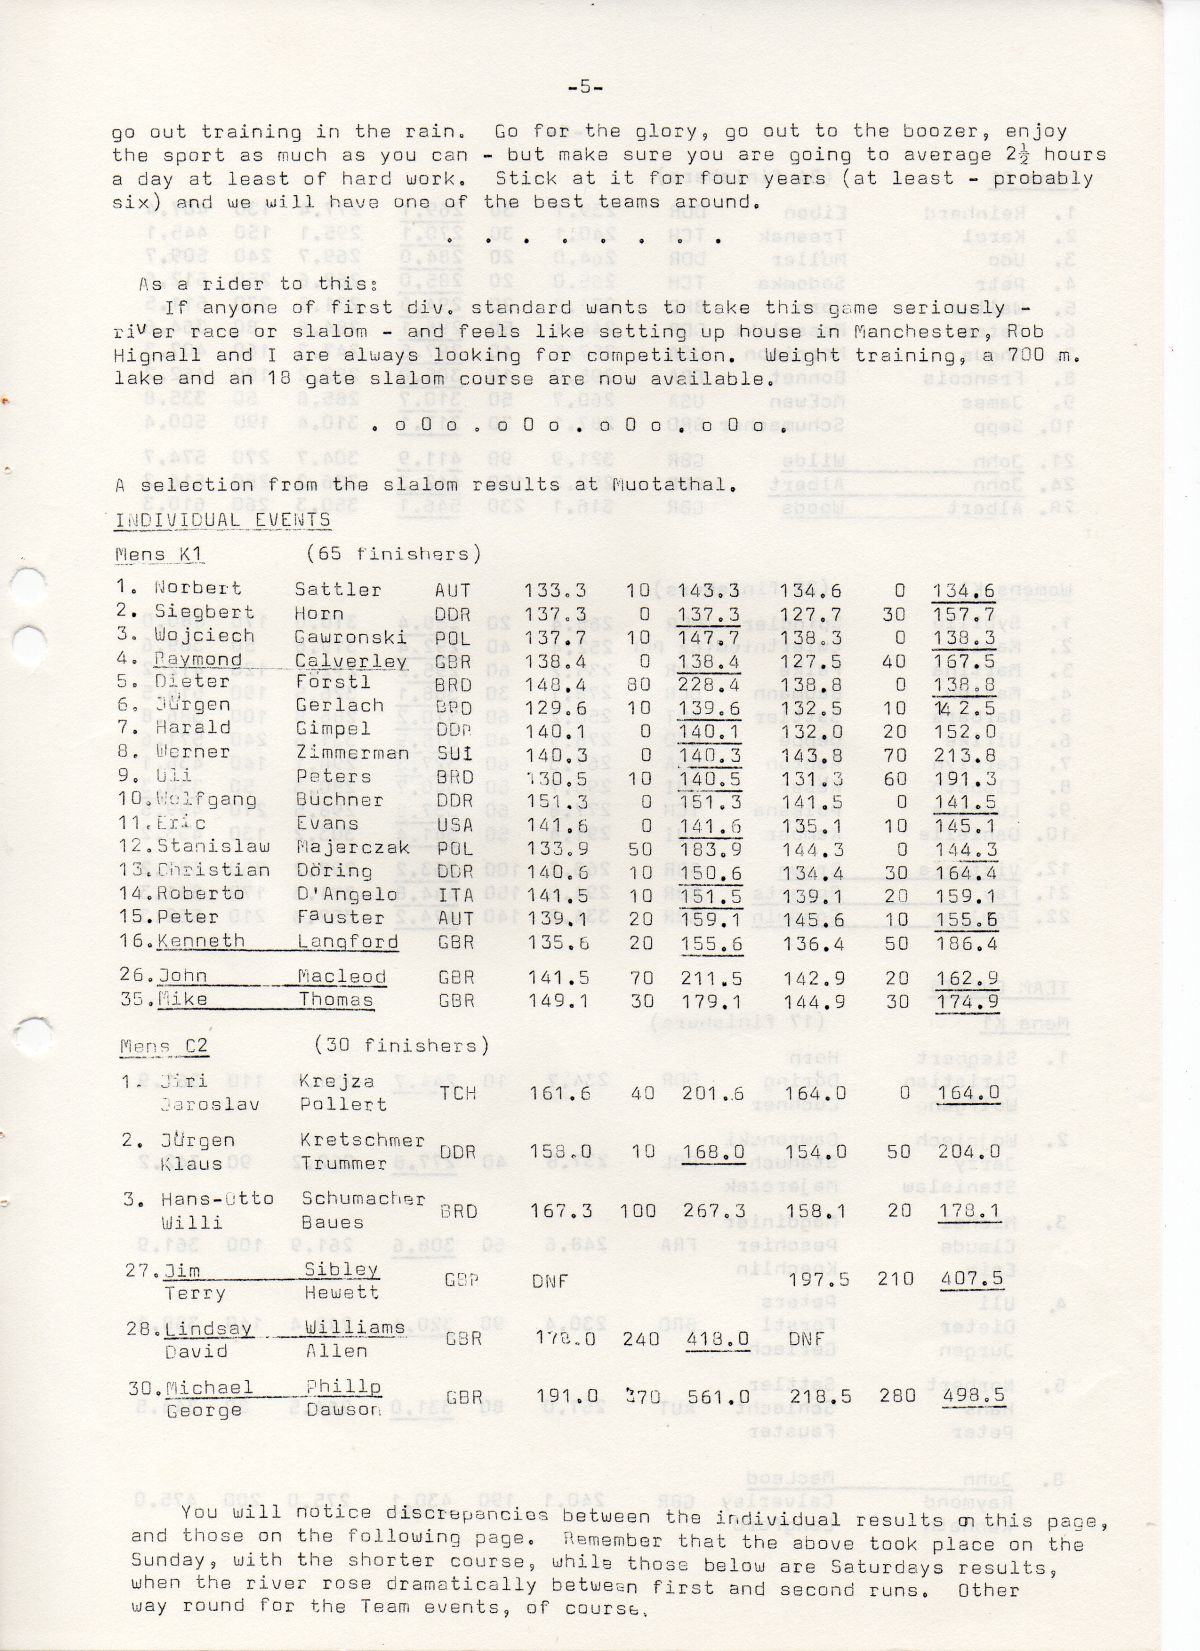 -5-
go out training in the rain. Go for the glory, go out to the boozer, enjoy
the sport as much as you can - but make sure you are going to average 2½ hours
a day at least of hard work. Stick at it for four years (at least - probably
six) and we will have one of the best teams around.
. . . . . . . . .
As a rider to this:
If anyone of first div. standard wants to take this game seriously -
river race or slalom - and feels like setting up house in Manchester, Rob
Hignall and I are always looking for competition. Weight training, a 700 m.
lake and an 18 gate slalom course are now available.
. o O o . o O o . o O o . o O o .
A selection from the slalom results at Muotathal.
INDIVIDUAL EVENTS
Mens K1 (65 finishers)
1. Norbert Sattler AUT 133.3 10 143.3 134.6 0 134.6
2. Siegbert Horn DDR 137.3 0 137.3 127.7 30 157.7
3. Wojciech Gawronski POL 137.7 10 147.7 138.3 0 138.3
4. Raymond Calverley GBR 138.4 0 138.4 127.5 40 167.5
5. Dieter Förstl BRD 148.4 80 228.4 138.8 0 138.8
6. Jürgen Gerlach BRD 129.6 10 139.6 132.5 10 142.5
7. Harald Gimpel DDR 140.1 0 140.1 132.0 20 152.0
8. Werner Zimmerman SUI 140.3 0 140.3 143.8 70 213.8
9. Uli Peters BRD 130.5 10 140.5 131.3 60 191.3
10. Wolfgang Büchner DDR 151.3 0 151.3 141.5 0 141.5
11. Eric Evans USA 141.6 0 141.6 135.1 10 145.1
12. Stanislaw Majerczak POL 133.9 50 183.9 144.3 0 144.3
13. Christian Döring DDR 140.6 10 150.6 134.4 30 164.4
14. Roberto D'Angelo ITA 141.5 10 151.5 139.1 20 159.1
15. Peter Fauster AUT 139.1 20 159.1 145.6 10 155.6
16. Kenneth Langford GBR 135.6 20 155.6 136.4 50 186.4
26. John Macleod GBR 141.5 70 211.5 142.9 20 162.9
35. Mike Thomas GBR 149.1 30 179.1 144.9 30 174.9
Mens C2 (30 finishers)
1. Jiri Krejza
Jaroslav Pollert TCH 161.6 40 201.6 164.0 0 164.0
2. Jürgen Kretschmer
Klaus Trummer DDR 158.0 10 168.0 154.0 50 204.0
3. Hans-Otto Schumacher
Willi Baues BRD 167.3 100 267.3 158.1 20 178.1
27. Jim Sibley
Terry Hewett GBR DNF 197.5 210 407.5
28. Lindsay Williams
David Allen GBR 178.0 240 418.0 DNF
30. Michael Phillp
George Dawson GBR 191.0 370 561.0 218.5 280 498.5
You will notice discrepancies between the individual results on this page,
and those on the following page. Remember that the above took place on the
Sunday, with the shorter course, while those below are Saturdays results,
when the river rose dramatically between first and second runs. Other
way round for the Team events, of course.